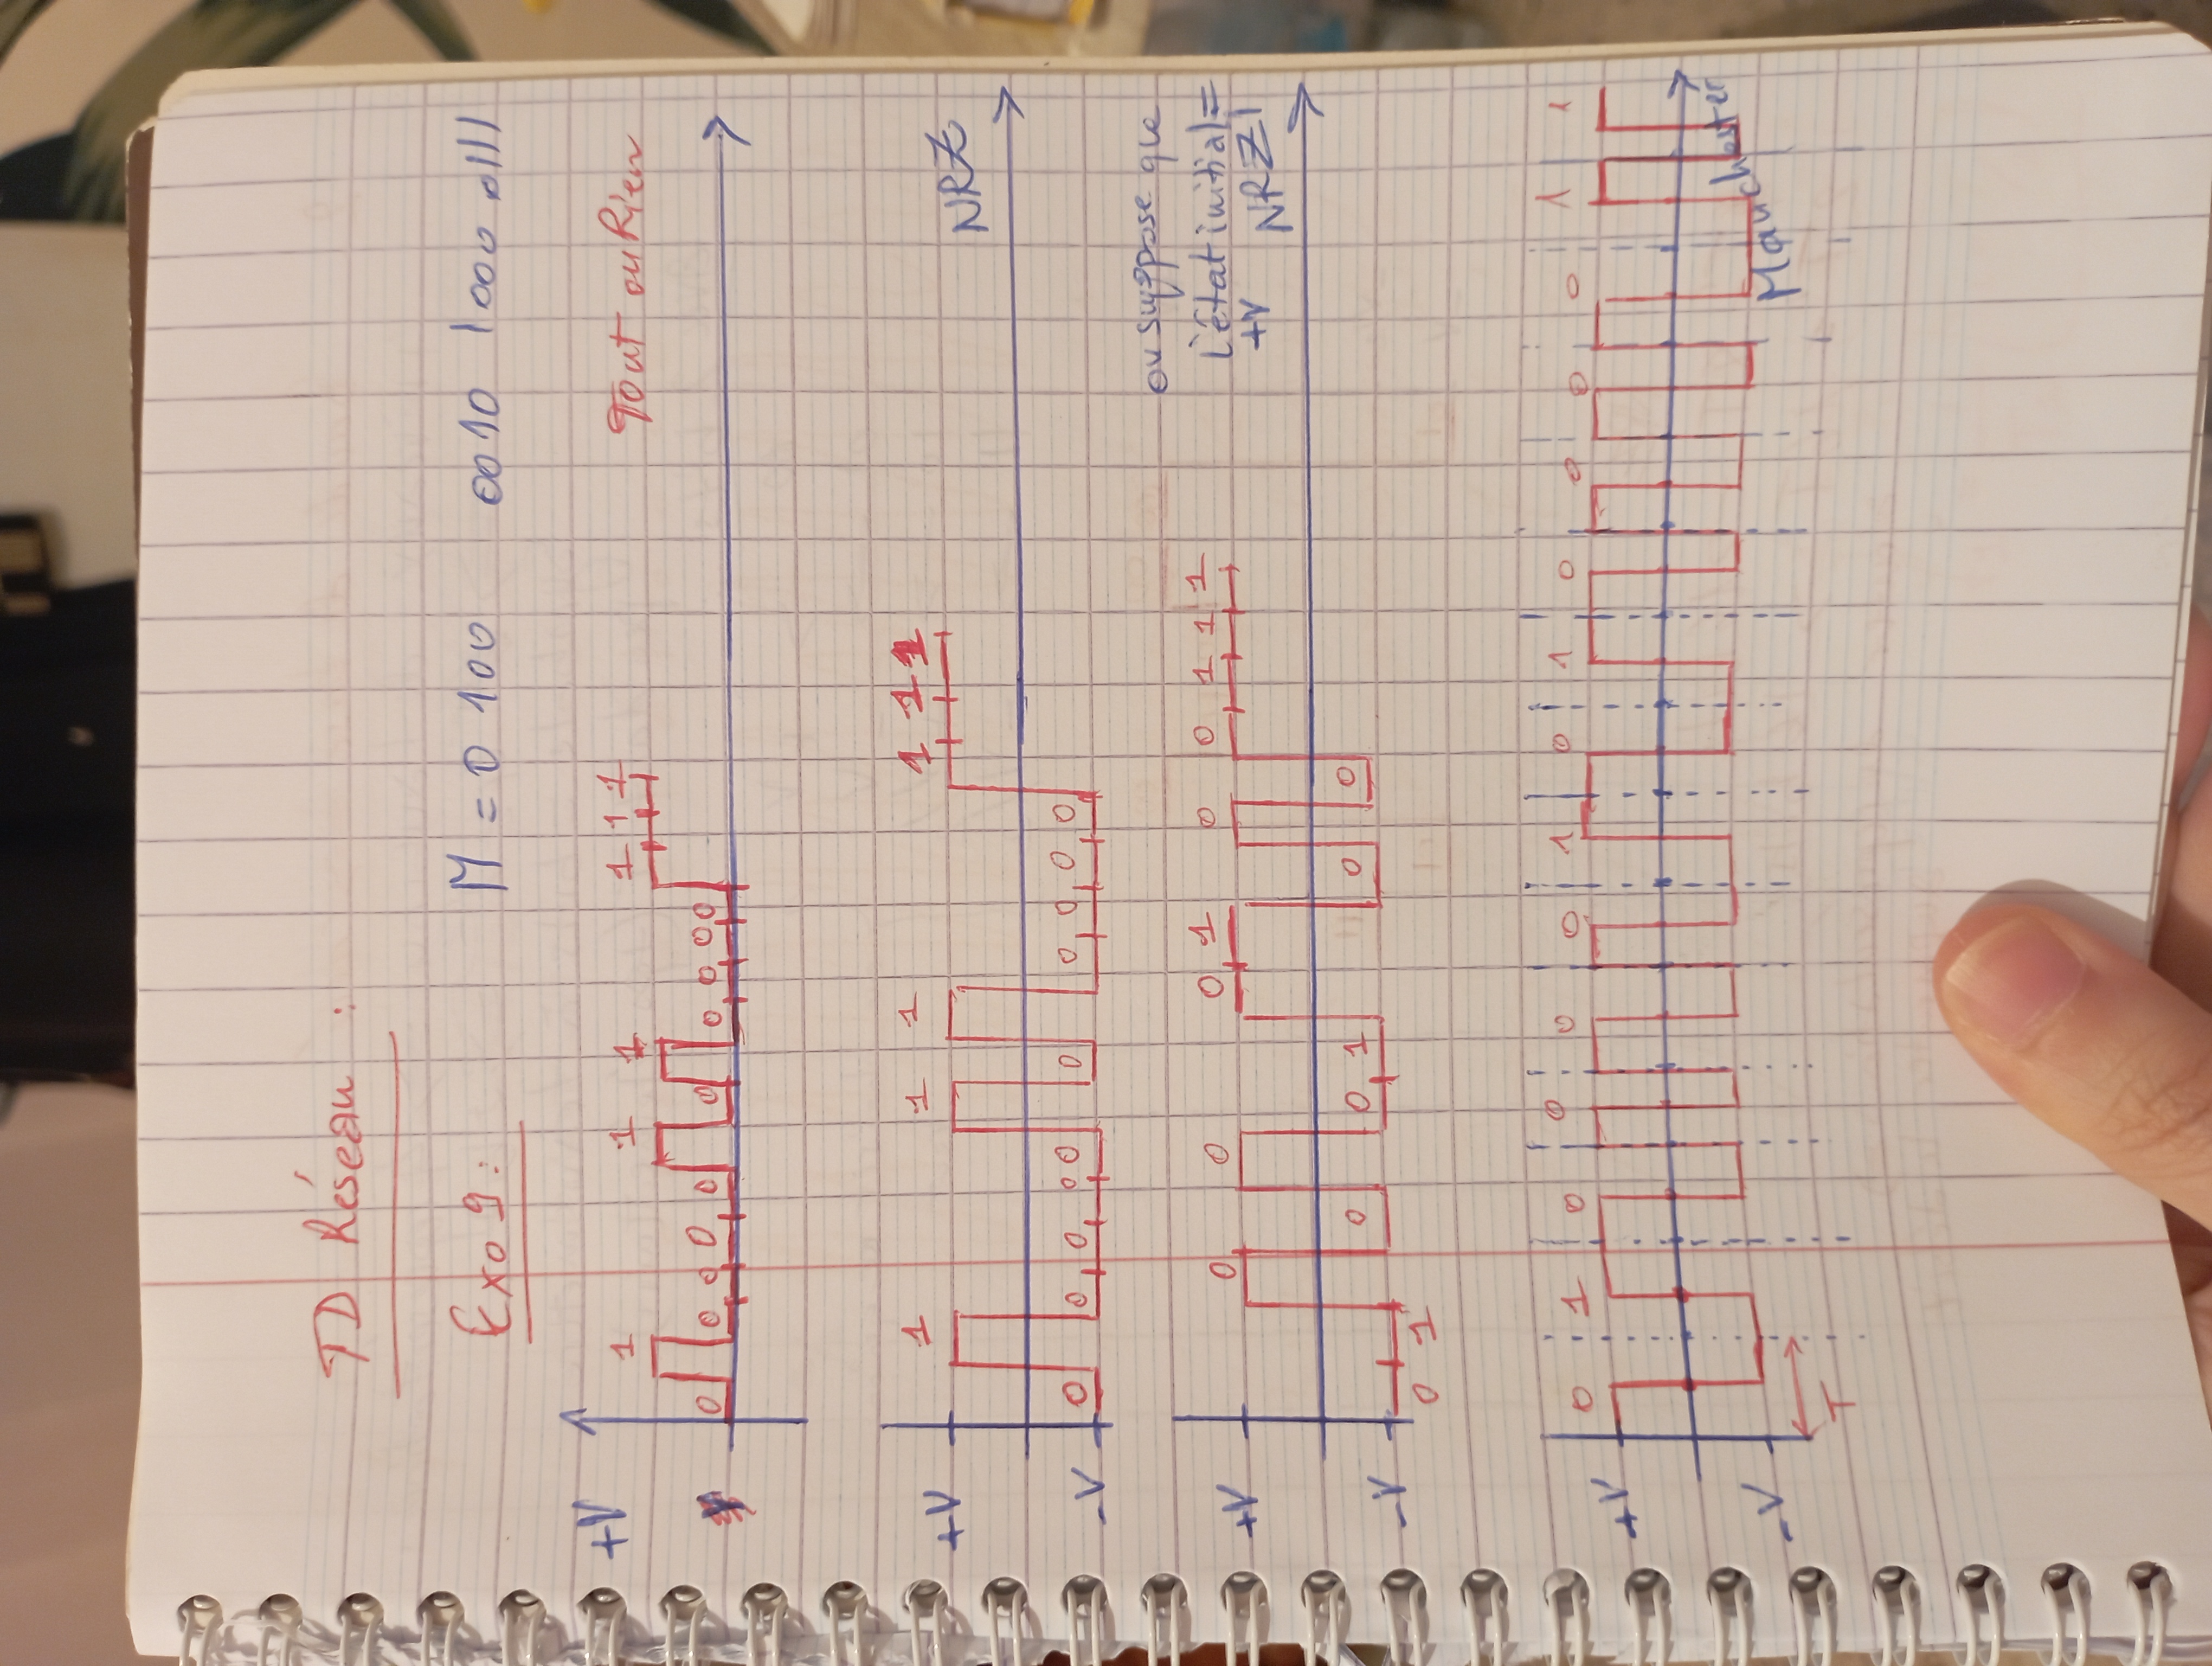 TD Réseau :
Exo 9 : M = 0 100 0010 1000 0111
+V
1 1 1 1 1 1
Tout ou Rien
0 0 0 0 0 0 0 0 0 0
1 1 1 1 1 1
+V
NRZ
0 0 0 0 0 0 0 0 0 0
-V
ou suppose que
l'état initial =
+V
0 0 0 1 0 0 1 1 1
+V
NRZI
0 0 1 0 0
-V
0 1
0 1 0 0 0 0 1 0 1 0 0 0 0 1 1
+V
-V
Manchester
T